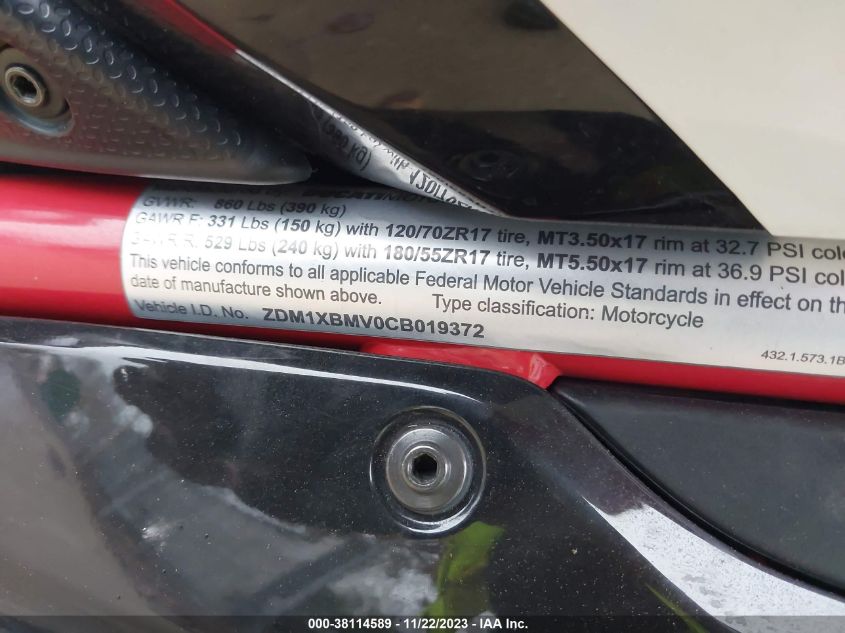 DUCATI MOTOR
GVWR: 860 Lbs (390 kg)
GAWR F: 331 Lbs (150 kg) with 120/70ZR17 tire, MT3.50x17 rim at 32.7 PSI col
GAWR R: 529 Lbs (240 kg) with 180/55ZR17 tire, MT5.50x17 rim at 36.9 PSI col
This vehicle conforms to all applicable Federal Motor Vehicle Standards in effect on th
date of manufacture shown above. Type classification: Motorcycle
Vehicle I.D. No. ZDM1XBMV0CB019372
432.1.573.1B
000-38114589 - 11/22/2023 - IAA Inc.